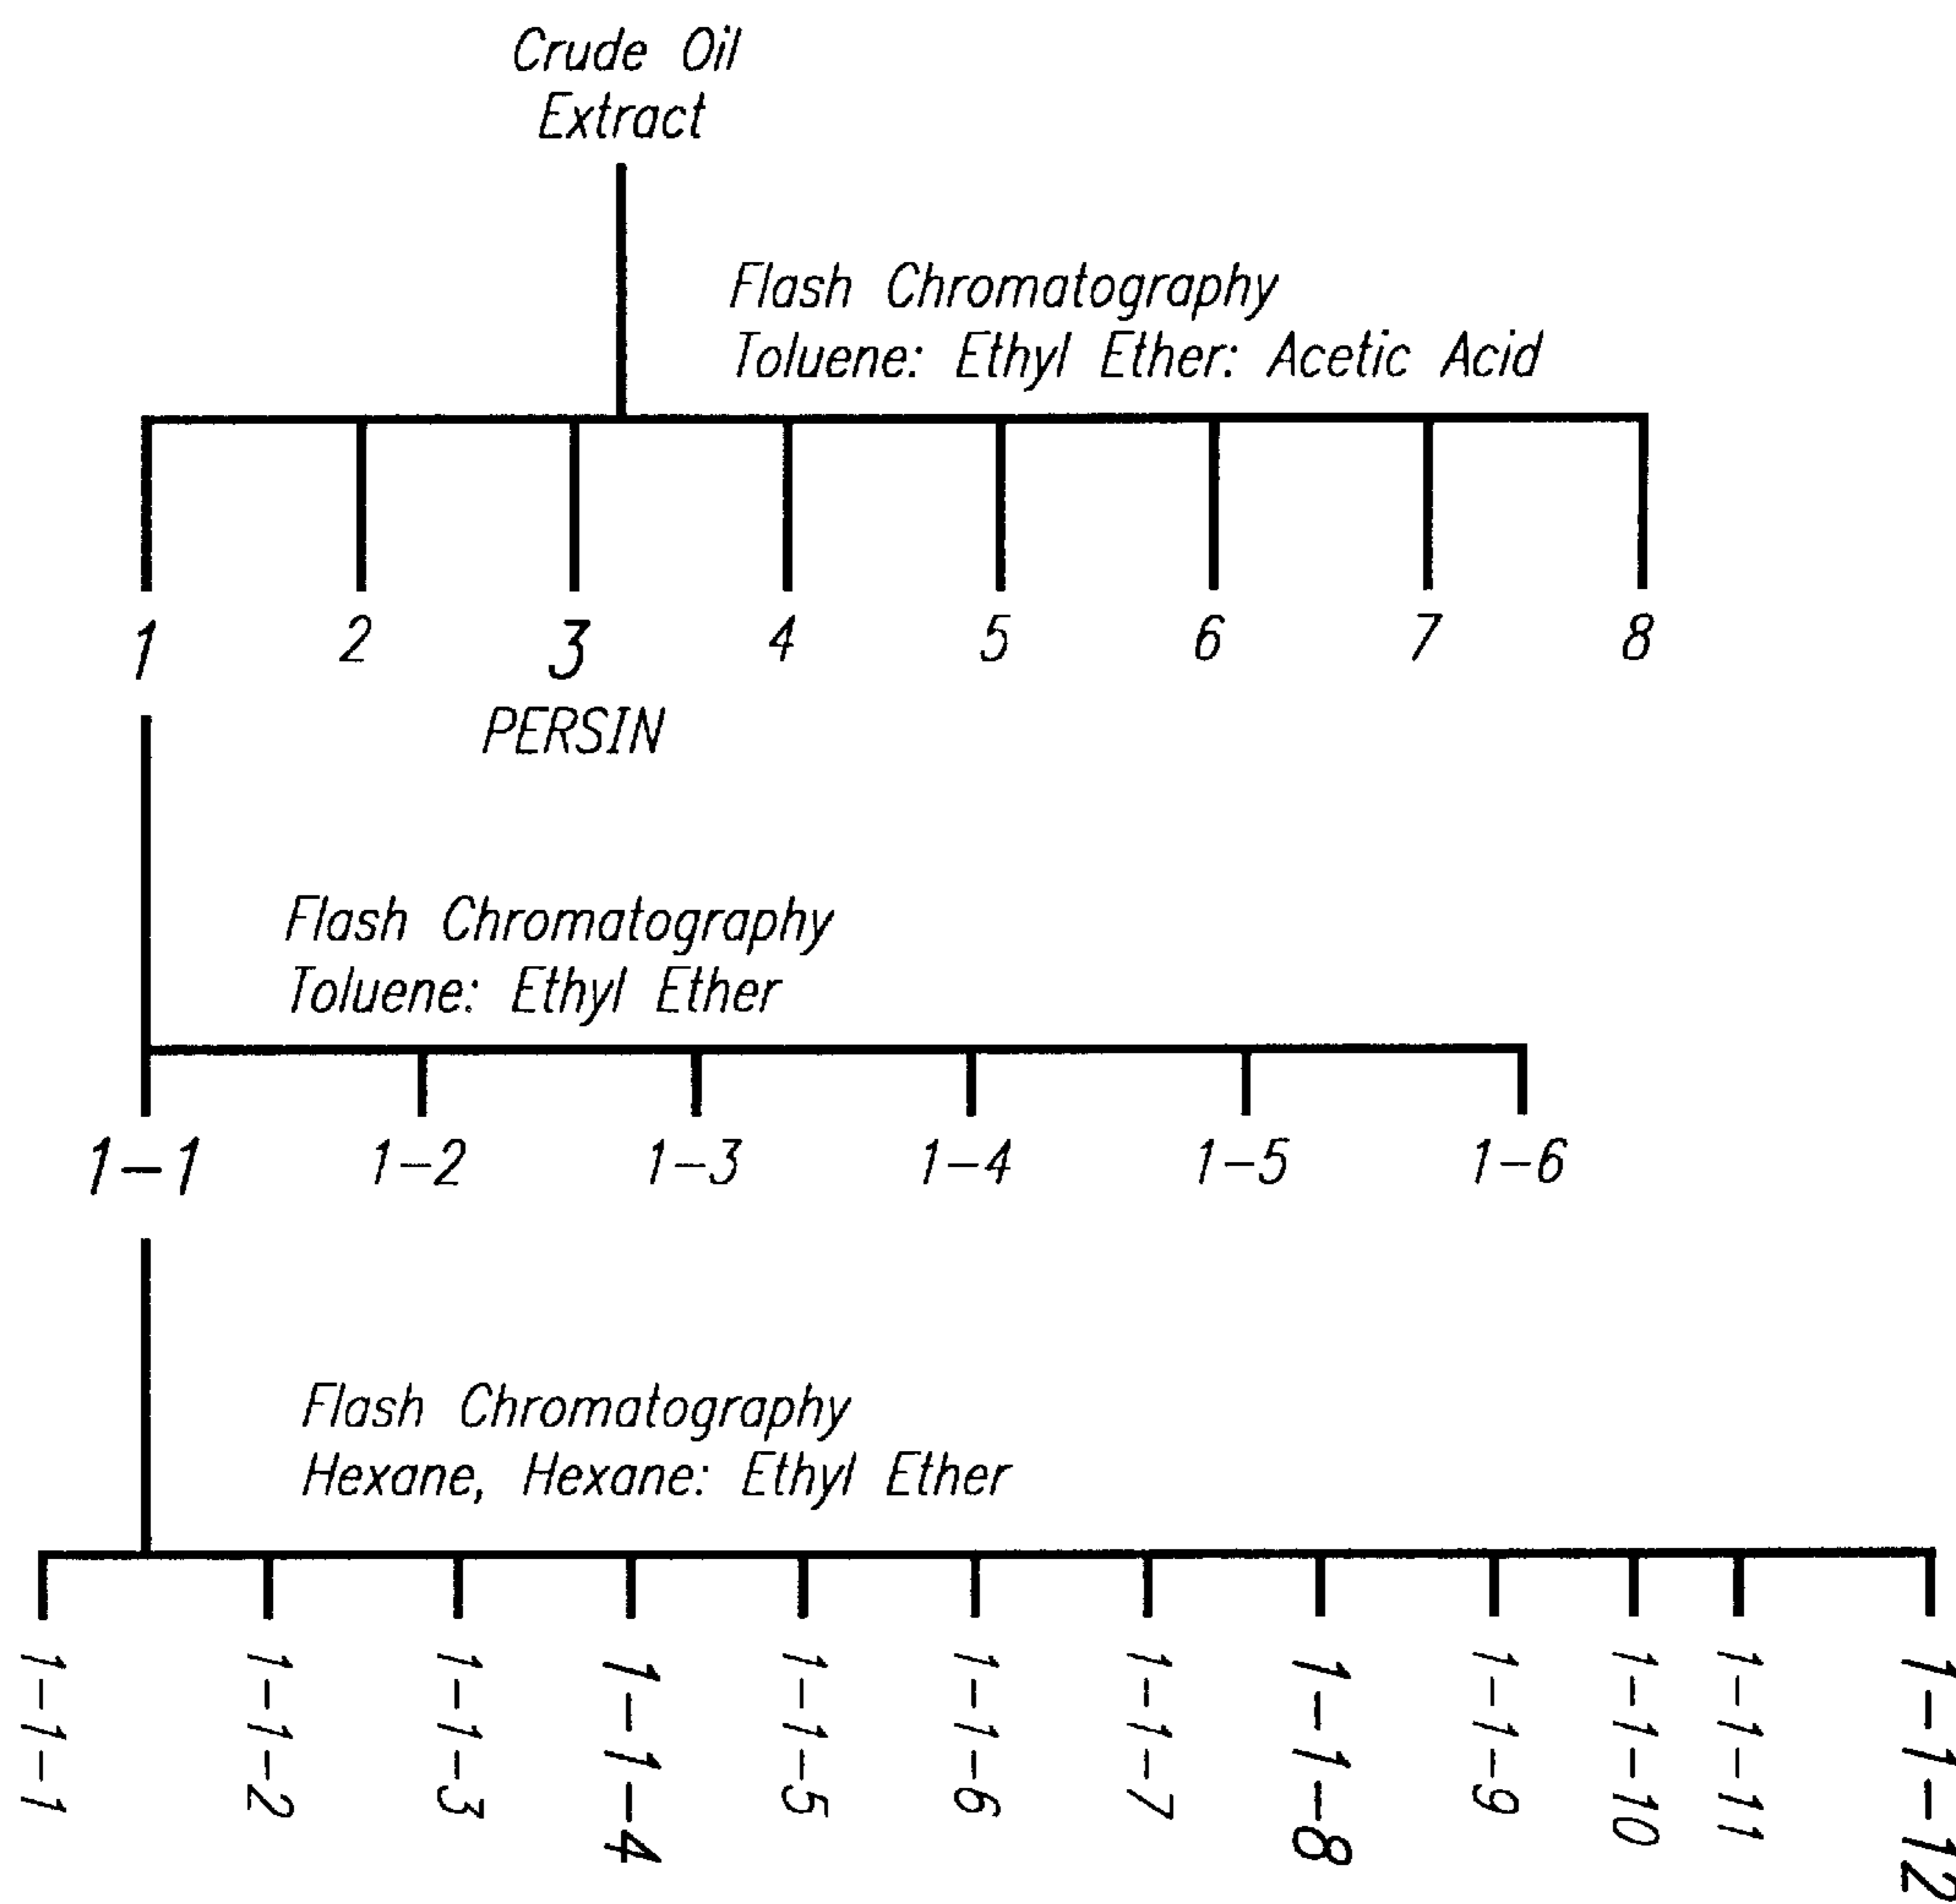 Crude Oil
Extract
Flash Chromatography
Toluene: Ethyl Ether: Acetic Acid
1 2 3 4 5 6 7 8
PERSIN
Flash Chromatography
Toluene: Ethyl Ether
1-1 1-2 1-3 1-4 1-5 1-6
Flash Chromatography
Hexane, Hexane: Ethyl Ether
1-1-1
1-1-2
1-1-3
1-1-4
1-1-5
1-1-6
1-1-7
1-1-8
1-1-9
1-1-10
1-1-11
1-1-12